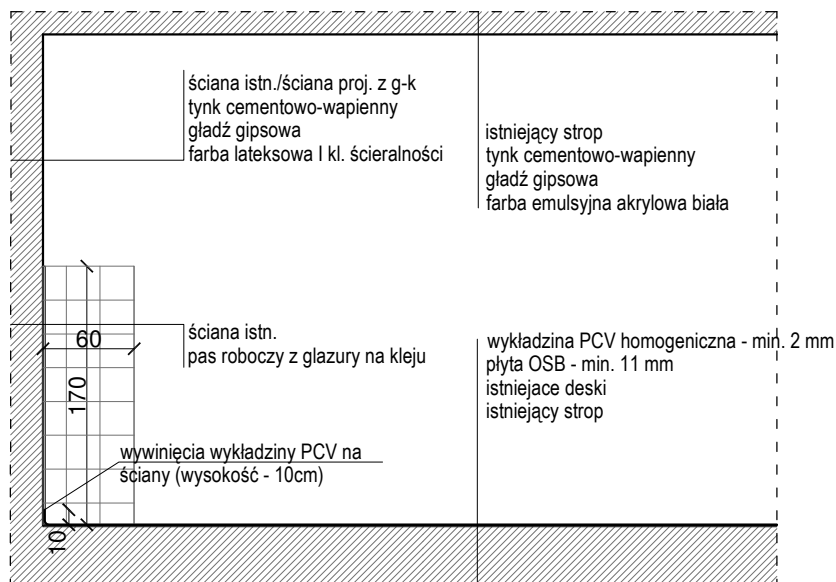 ściana istn./ściana proj. z g-k
tynk cementowo-wapienny
gładź gipsowa
farba lateksowa I kl. ścieralności
istniejący strop
tynk cementowo-wapienny
gładź gipsowa
farba emulsyjna akrylowa biała
ściana istn.
pas roboczy z glazury na kleju
60
170
wykładzina PCV homogeniczna - min. 2 mm
płyta OSB - min. 11 mm
istniejace deski
istniejący strop
wywinięcia wykładziny PCV na
ściany (wysokość - 10cm)
10